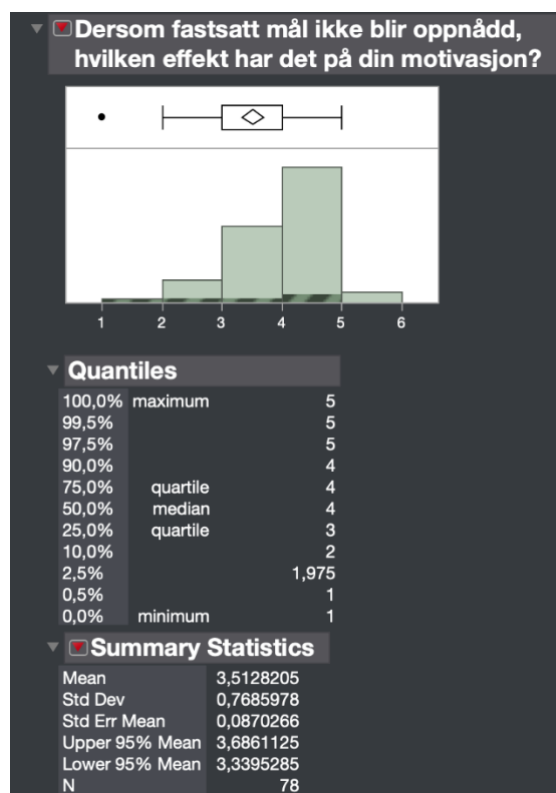 Dersom fastsatt mål ikke blir oppnådd,
hvilken effekt har det på din motivasjon?
1 2 3 4 5 6
Quantiles
100,0% maximum 5
99,5% 5
97,5% 5
90,0% 4
75,0% quartile 4
50,0% median 4
25,0% quartile 3
10,0% 2
2,5% 1,975
0,5% 1
0,0% minimum 1
Summary Statistics
Mean 3,5128205
Std Dev 0,7685978
Std Err Mean 0,0870266
Upper 95% Mean 3,6861125
Lower 95% Mean 3,3395285
N 78